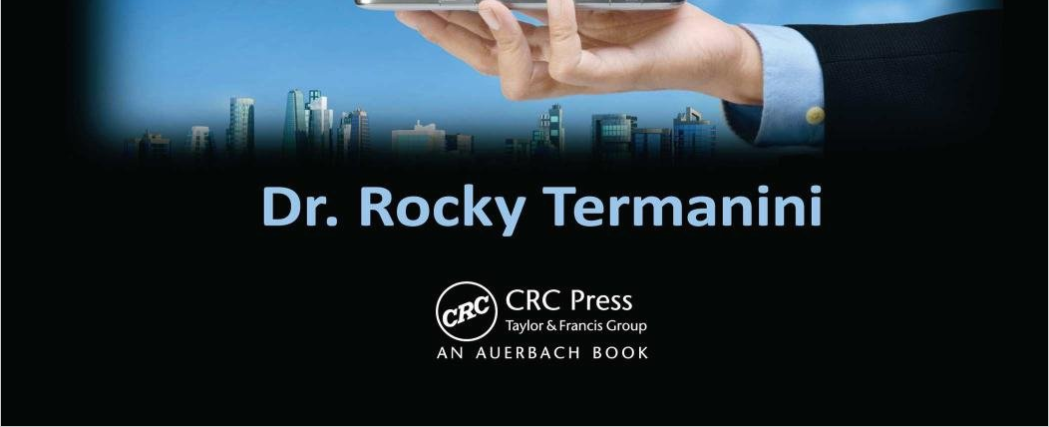 Dr. Rocky Termanini
CRC
CRC Press
Taylor & Francis Group
AN AUERBACH BOOK